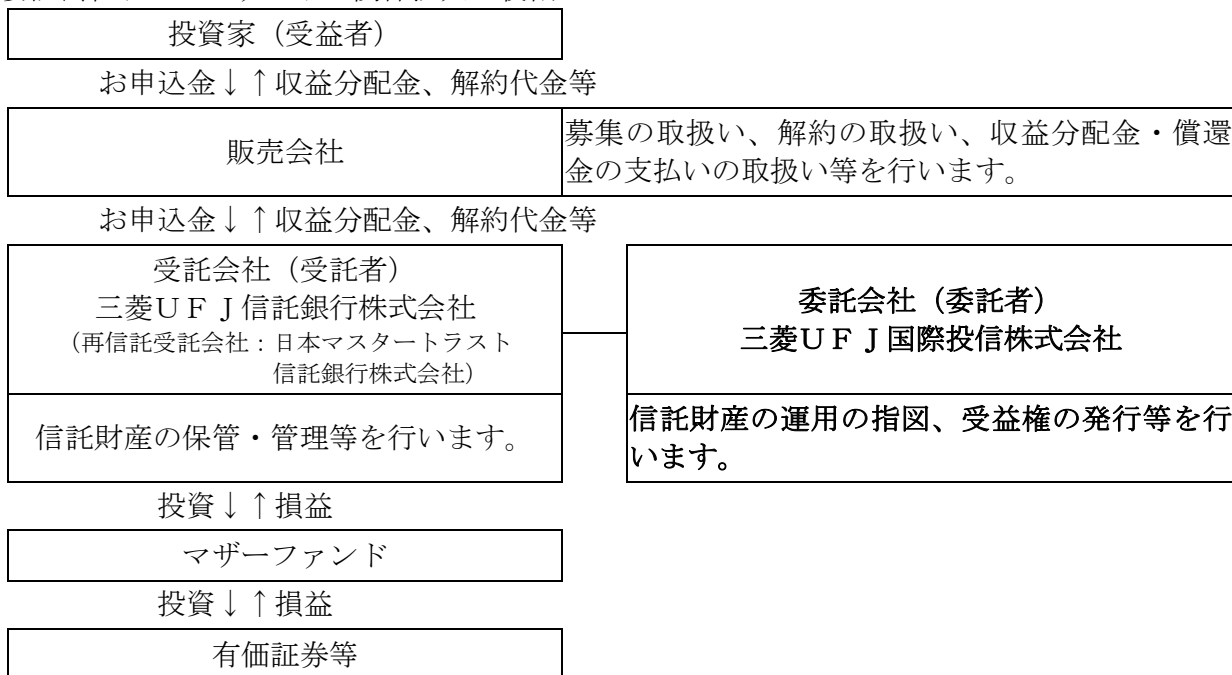 投資家（受益者）
お申込金↓↑収益分配金、解約代金等
販売会社
募集の取扱い、解約の取扱い、収益分配金・償還
金の支払いの取扱い等を行います。
お申込金↓↑収益分配金、解約代金等
受託会社（受託者）
三菱ＵＦＪ信託銀行株式会社
（再信託受託会社：日本マスタートラスト
信託銀行株式会社）
委託会社（委託者）
三菱ＵＦＪ国際投信株式会社
信託財産の保管・管理等を行います。
信託財産の運用の指図、受益権の発行等を行
います。
投資↓↑損益
マザーファンド
投資↓↑損益
有価証券等